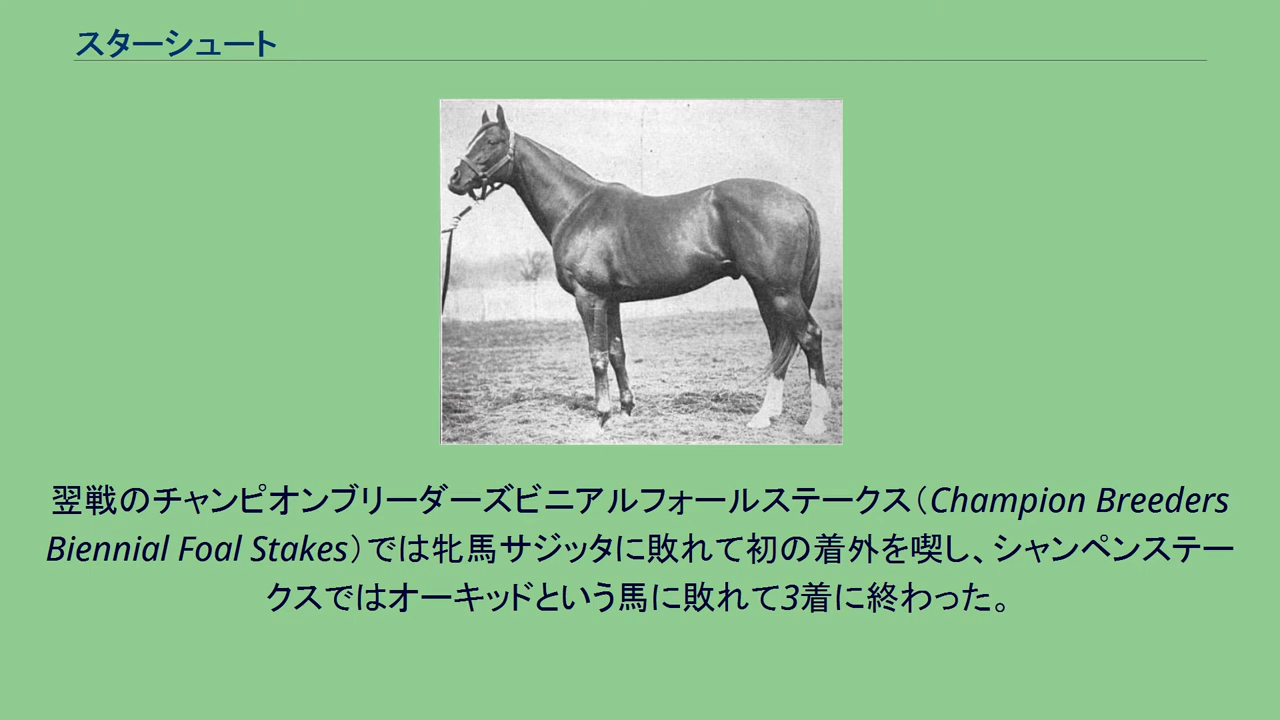 スターシュート
翌戦のチャンピオンブリーダーズビニアルフォールステークス（Champion Breeders
Biennial Foal Stakes）では牝馬サジッタに敗れて初の着外を喫し、シャンペンステー
クスではオーキッドという馬に敗れて3着に終わった。